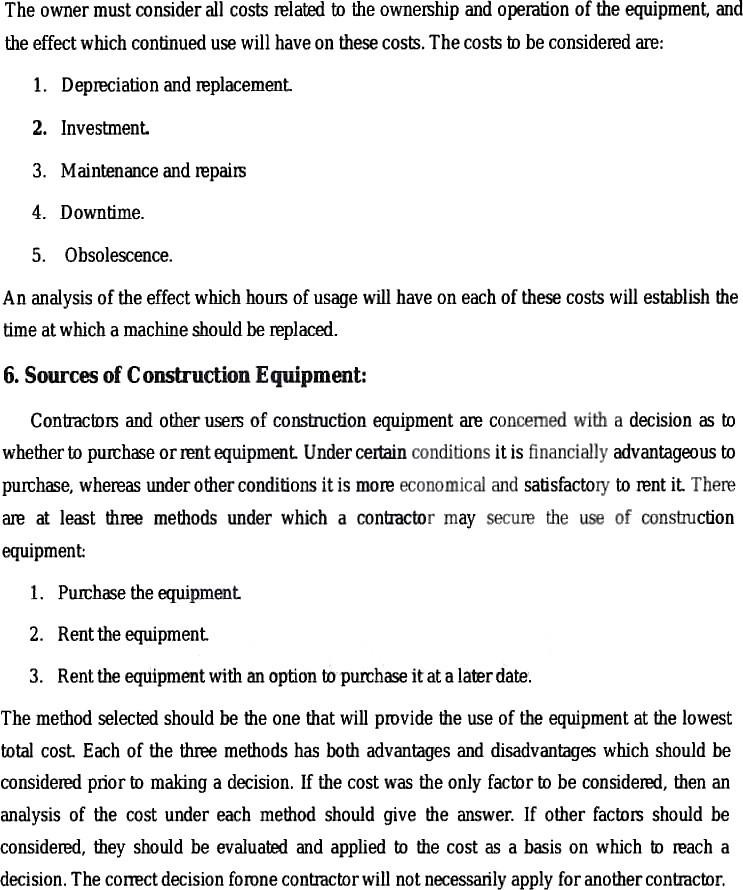 The owner must consider all costs related to the ownership and operation of the equipment, and
the effect which continued use will have on these costs. The costs to be considered are:
1. Depreciation and replacement.
2. Investment.
3. Maintenance and repairs
4. Downtime.
5. Obsolescence.
An analysis of the effect which hours of usage will have on each of these costs will establish the
time at which a machine should be replaced.
6. Sources of Construction Equipment:
Contractors and other users of construction equipment are concerned with a decision as to
whether to purchase or rent equipment. Under certain conditions it is financially advantageous to
purchase, whereas under other conditions it is more economical and satisfactory to rent it. There
are at least three methods under which a contractor may secure the use of construction
equipment:
1. Purchase the equipment.
2. Rent the equipment.
3. Rent the equipment with an option to purchase it at a later date.
The method selected should be the one that will provide the use of the equipment at the lowest
total cost. Each of the three methods has both advantages and disadvantages which should be
considered prior to making a decision. If the cost was the only factor to be considered, then an
analysis of the cost under each method should give the answer. If other factors should be
considered, they should be evaluated and applied to the cost as a basis on which to reach a
decision. The correct decision forone contractor will not necessarily apply for another contractor.